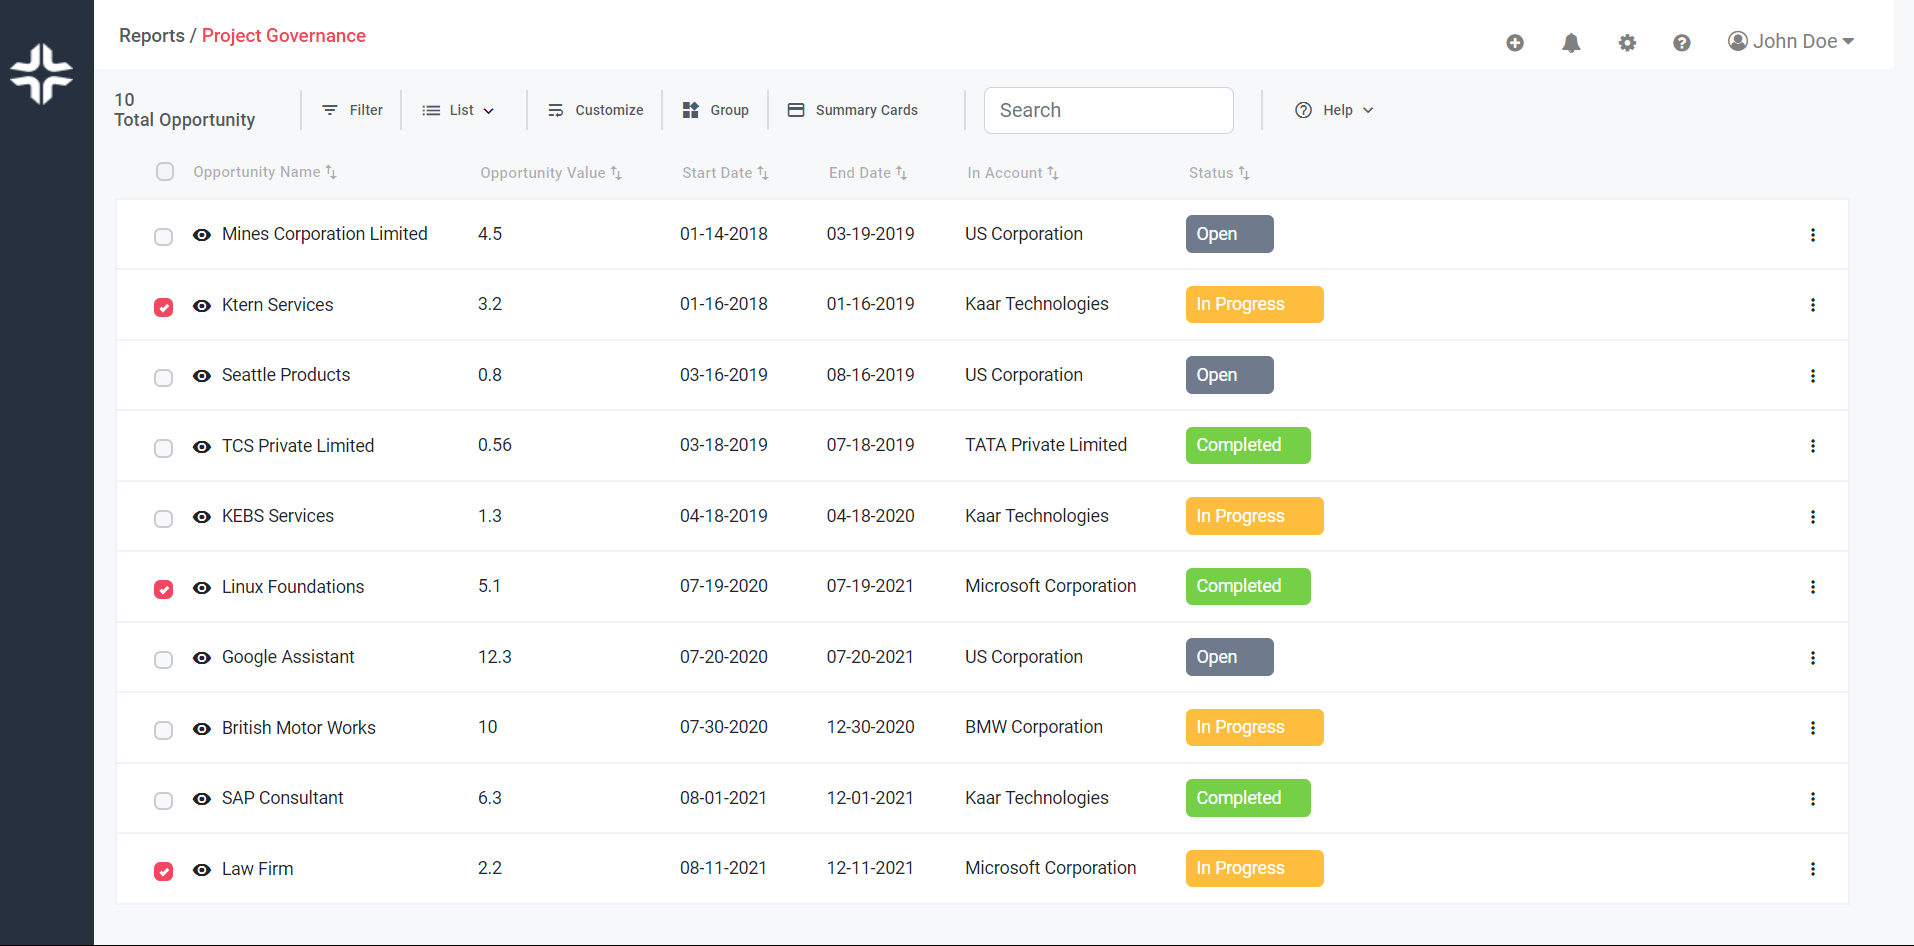 Reports / Project Governance
John Doe
10
Total Opportunity
Filter
List
Customize
Group
Summary Cards
Search
Help
Opportunity Name Opportunity Value Start Date End Date In Account Status
Mines Corporation Limited 4.5 01-14-2018 03-19-2019 US Corporation Open
Ktern Services 3.2 01-16-2018 01-16-2019 Kaar Technologies In Progress
Seattle Products 0.8 03-16-2019 08-16-2019 US Corporation Open
TCS Private Limited 0.56 03-18-2019 07-18-2019 TATA Private Limited Completed
KEBS Services 1.3 04-18-2019 04-18-2020 Kaar Technologies In Progress
Linux Foundations 5.1 07-19-2020 07-19-2021 Microsoft Corporation Completed
Google Assistant 12.3 07-20-2020 07-20-2021 US Corporation Open
British Motor Works 10 07-30-2020 12-30-2020 BMW Corporation In Progress
SAP Consultant 6.3 08-01-2021 12-01-2021 Kaar Technologies Completed
Law Firm 2.2 08-11-2021 12-11-2021 Microsoft Corporation In Progress